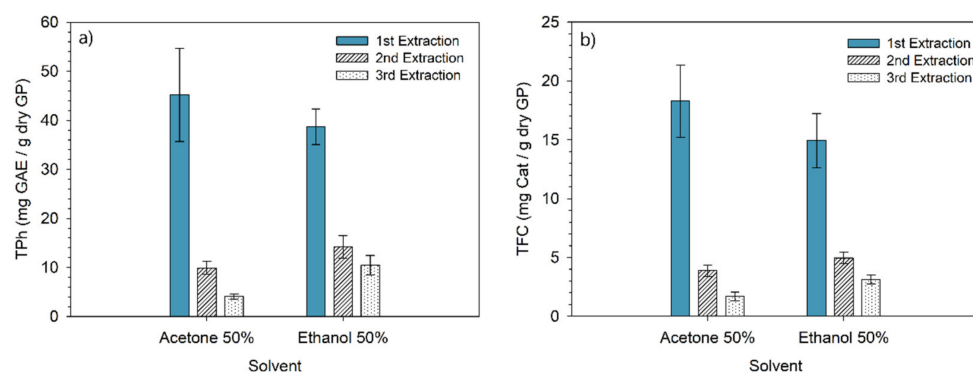 a)
1st Extraction
2nd Extraction
3rd Extraction
TPh (mg GAE / g dry GP)
60
50
40
30
20
10
0
Acetone 50%
Ethanol 50%
Solvent
b)
1st Extraction
2nd Extraction
3rd Extraction
TFC (mg Cat / g dry GP)
25
20
15
10
5
0
Acetone 50%
Ethanol 50%
Solvent